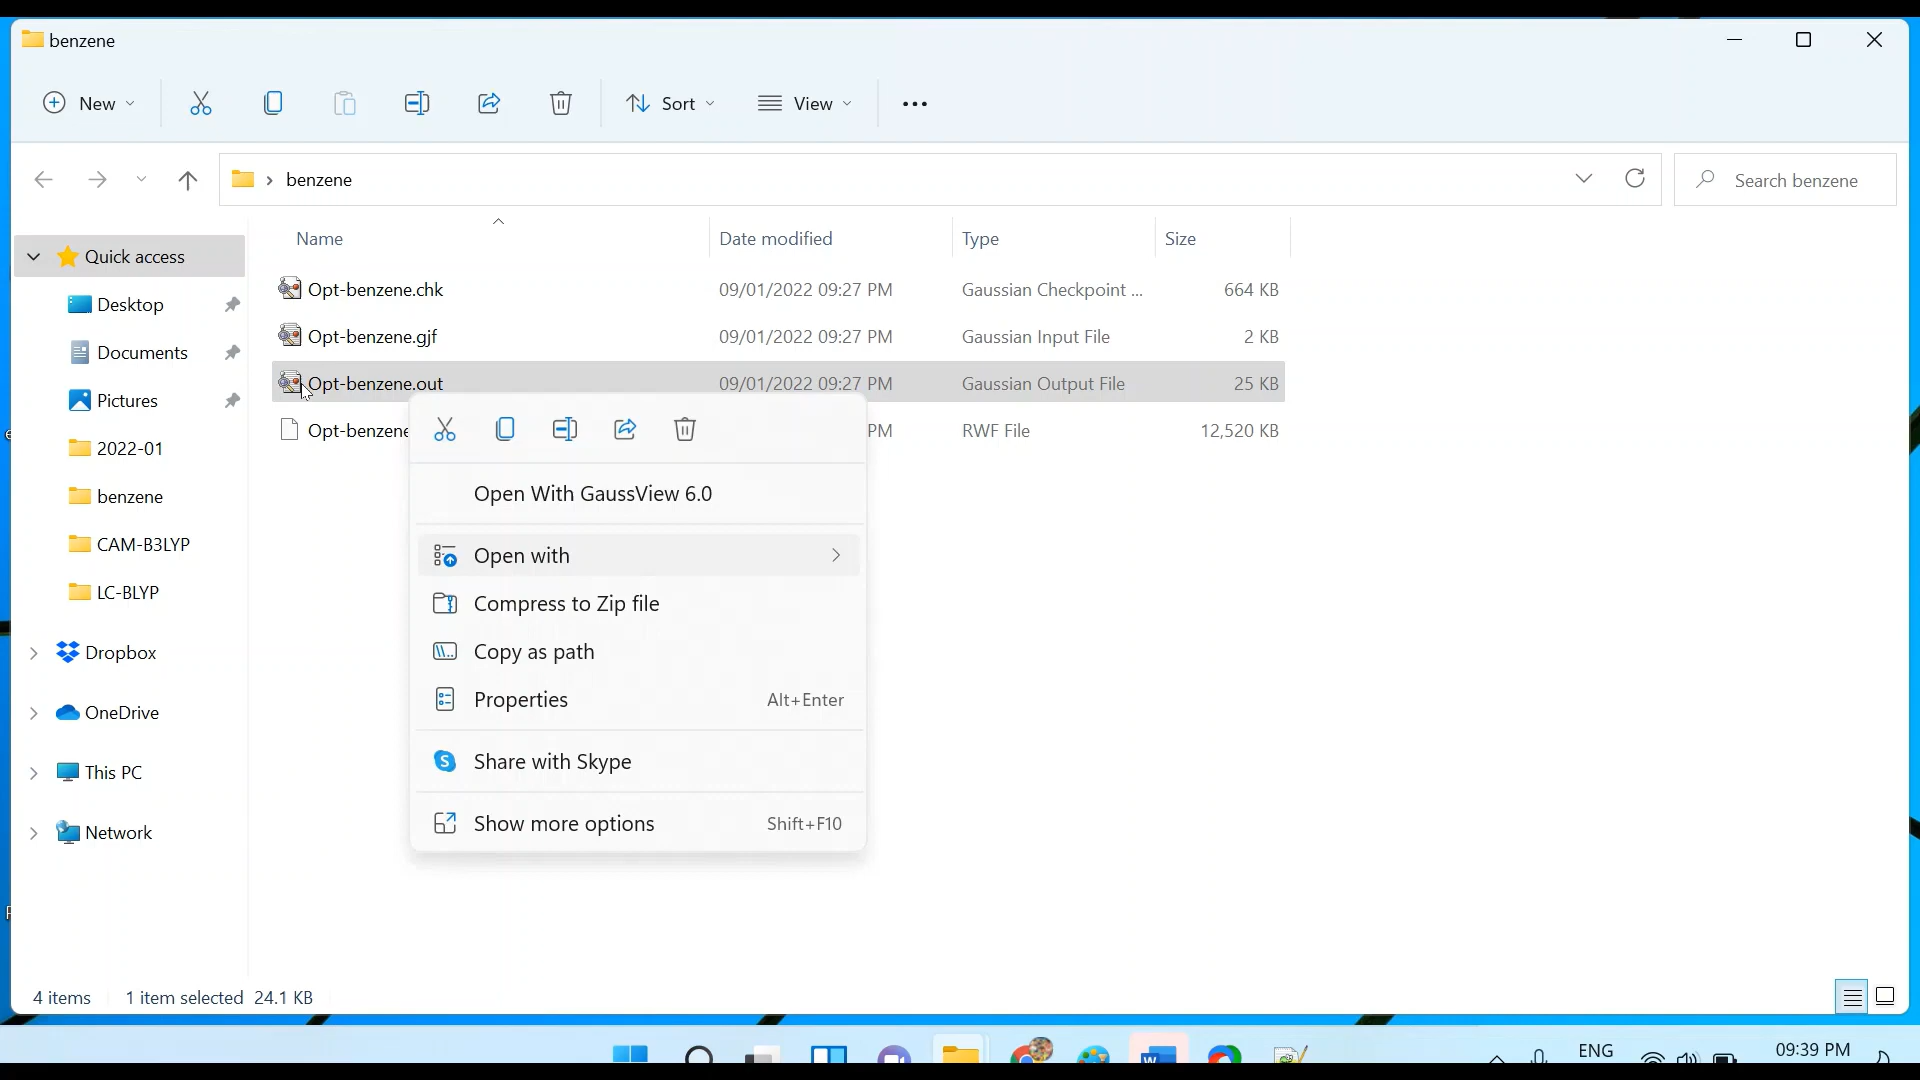 benzene
New
Sort
View
benzene
Search benzene
Name
Date modified
Type
Size
Quick access
Desktop
Documents
Pictures
2022-01
benzene
CAM-B3LYP
LC-BLYP
Dropbox
OneDrive
This PC
Network
Opt-benzene.chk 09/01/2022 09:27 PM Gaussian Checkpoint ... 664 KB
Opt-benzene.gjf 09/01/2022 09:27 PM Gaussian Input File 2 KB
Opt-benzene.out 09/01/2022 09:27 PM Gaussian Output File 25 KB
Opt-benzene PM RWF File 12,520 KB
Open With GaussView 6.0
Open with
Compress to Zip file
Copy as path
Properties Alt+Enter
Share with Skype
Show more options Shift+F10
4 items 1 item selected 24.1 KB
ENG
09:39 PM